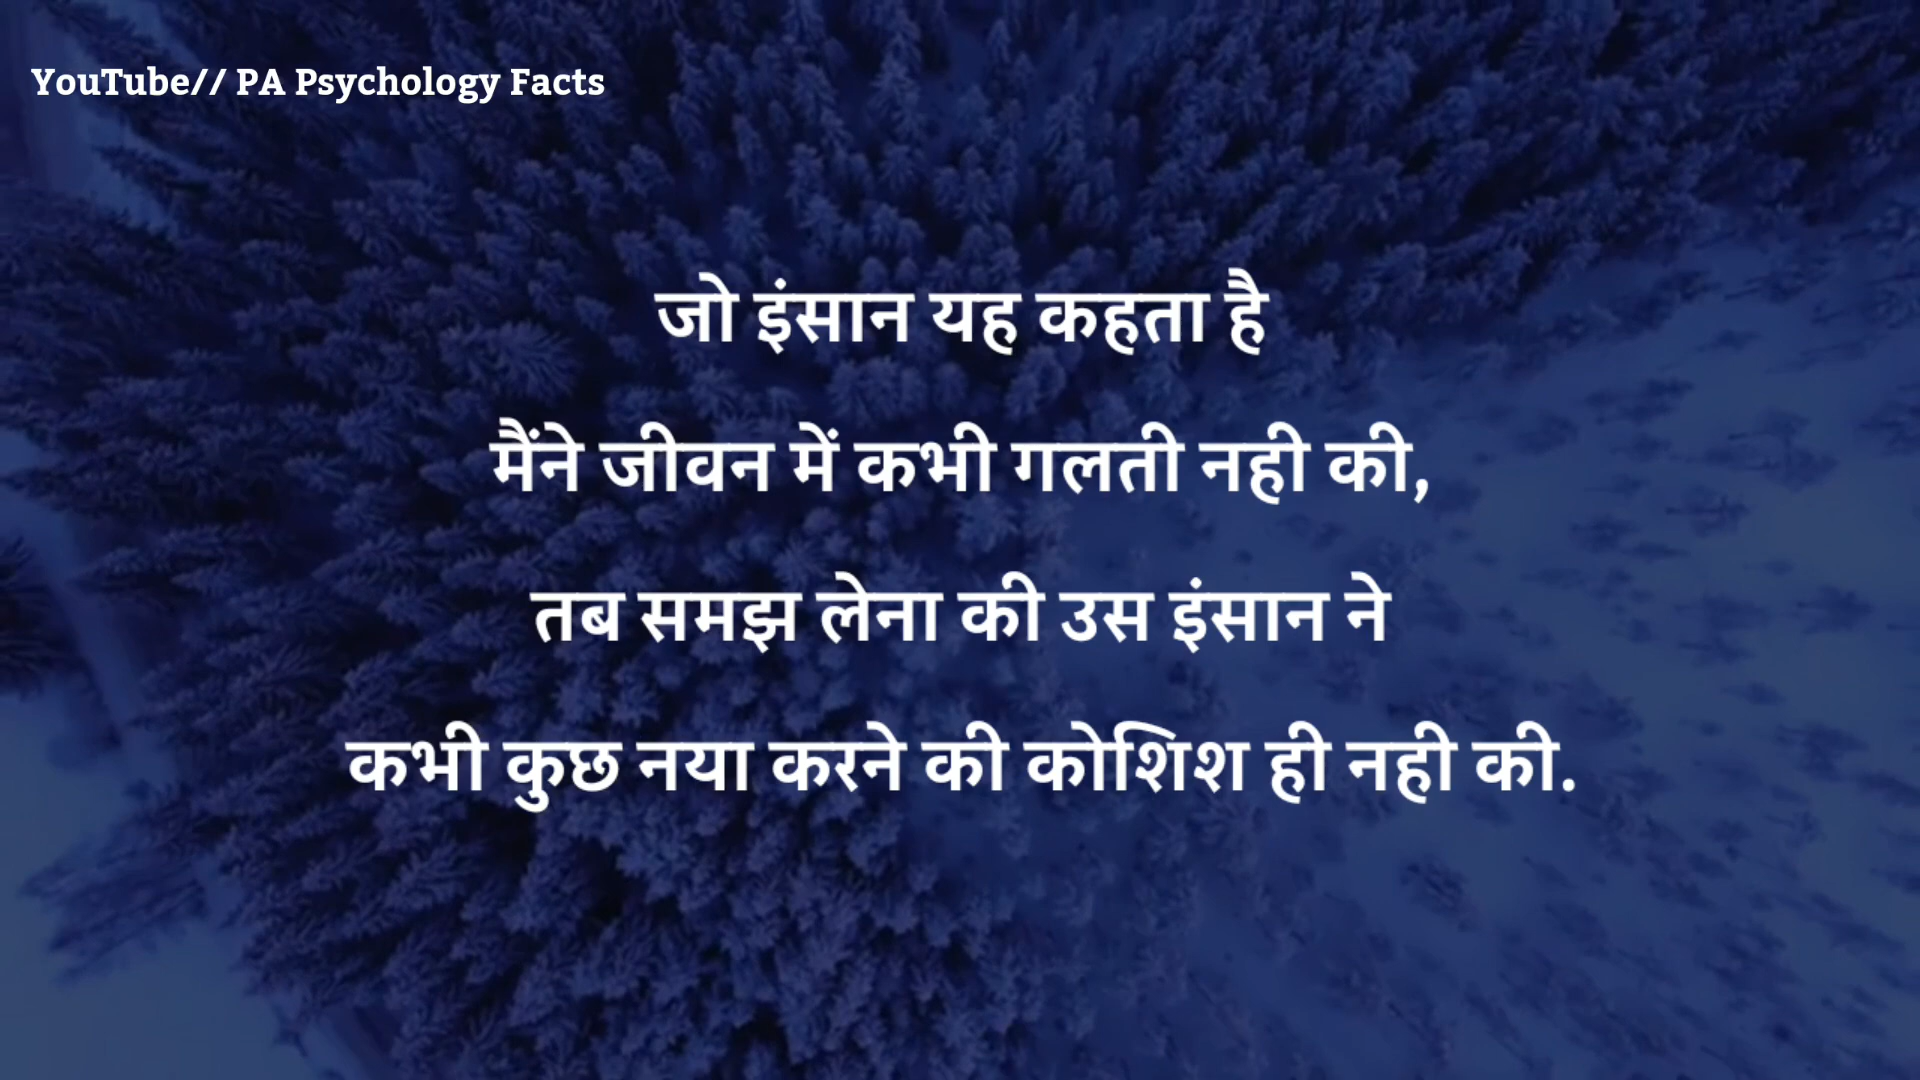 YouTube// PA Psychology Facts
जो इंसान यह कहता है
मैंने जीवन में कभी गलती नही की,
तब समझ लेना की उस इंसान ने
कभी कुछ नया करने की कोशिश ही नही की.